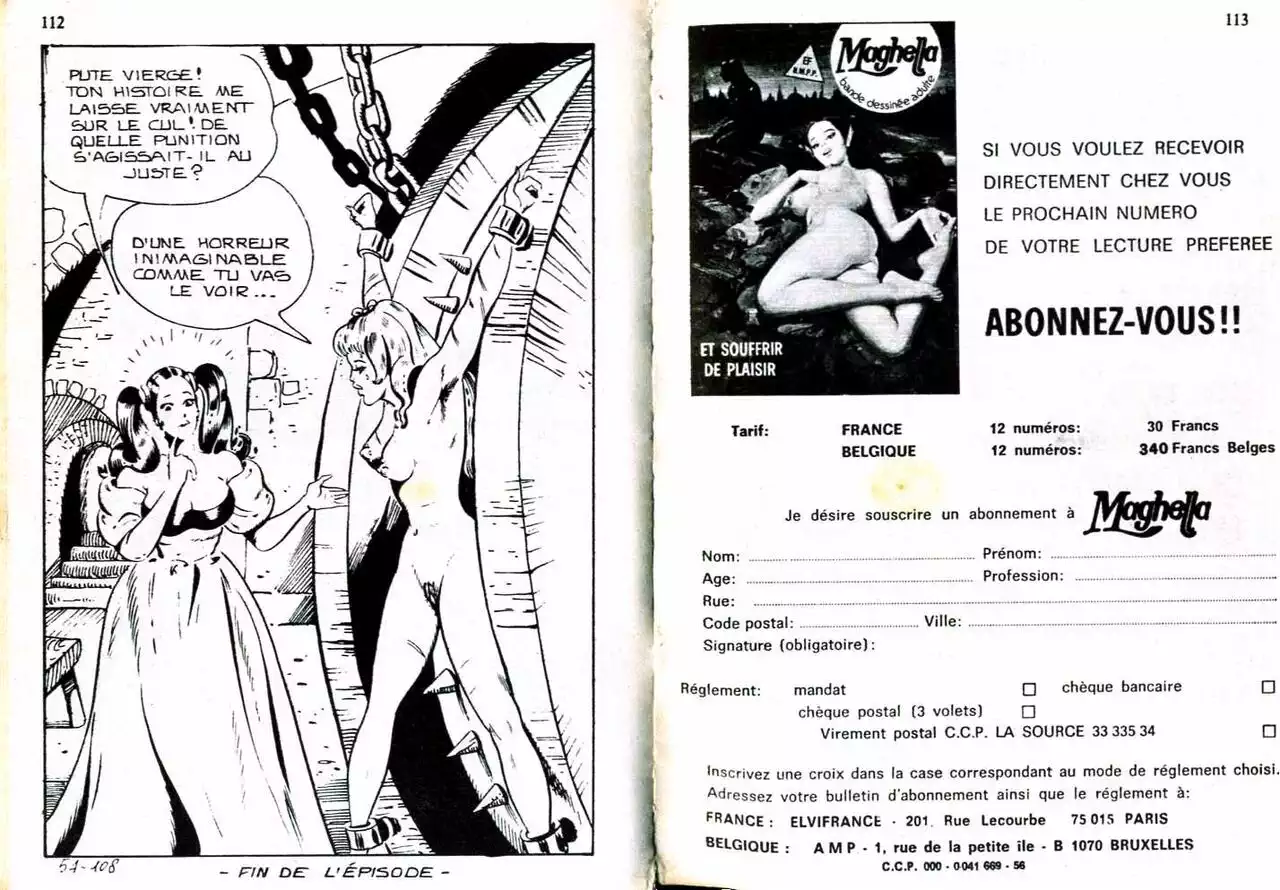 112
PUTE VIERGE!
TON HISTOIRE ME
LAISSE VRAIMENT
SUR LE CUL! DE
QUELLE PUNITION
S'AGISSAIT-IL AU
JUSTE?
D'UNE HORREUR
INIMAGINABLE
COMME TU VAS
LE VOIR...
51-108
- FIN DE L'ÉPISODE -
113
EF
N.M.P.P.
Maghella
bande dessinée adulte
ET SOUFFRIR
DE PLAISIR
SI VOUS VOULEZ RECEVOIR
DIRECTEMENT CHEZ VOUS
LE PROCHAIN NUMERO
DE VOTRE LECTURE PREFEREE
ABONNEZ-VOUS!!
Tarif: FRANCE 12 numéros: 30 Francs
BELGIQUE 12 numéros: 340 Francs Belges
Je désire souscrire un abonnement à Maghella
Nom: Prénom:
Age: Profession:
Rue:
Code postal: Ville:
Signature (obligatoire):
Réglement: mandat chèque bancaire
chèque postal (3 volets)
Virement postal C.C.P. LA SOURCE 33 335 34
Inscrivez une croix dans la case correspondant au mode de réglement choisi.
Adressez votre bulletin d'abonnement ainsi que le réglement à:
FRANCE: ELVIFRANCE - 201. Rue Lecourbe 75 015 PARIS
BELGIQUE: A M P - 1, rue de la petite île - B 1070 BRUXELLES
C.C.P. 000 - 0041 669 - 56